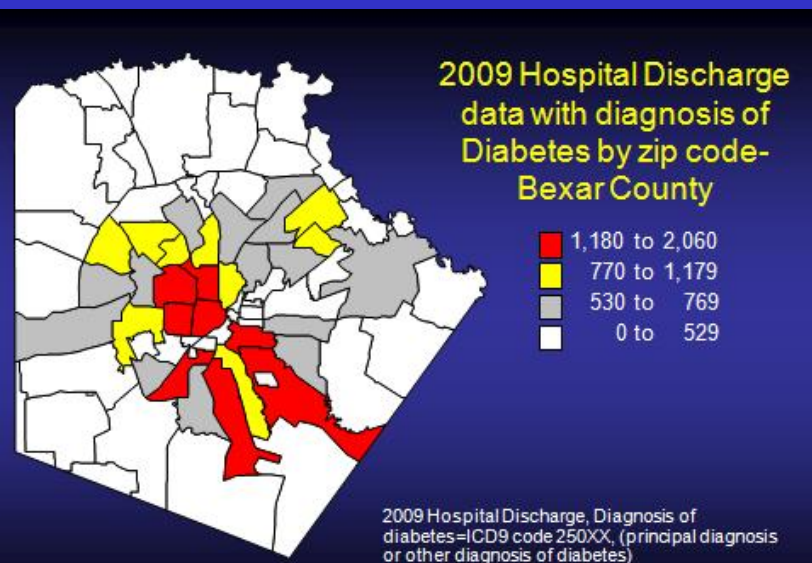 2009 Hospital Discharge
data with diagnosis of
Diabetes by zip code-
Bexar County
1,180 to 2,060
770 to 1,179
530 to 769
0 to 529
2009 Hospital Discharge, Diagnosis of
diabetes=ICD9 code 250XX, (principal diagnosis
or other diagnosis of diabetes)